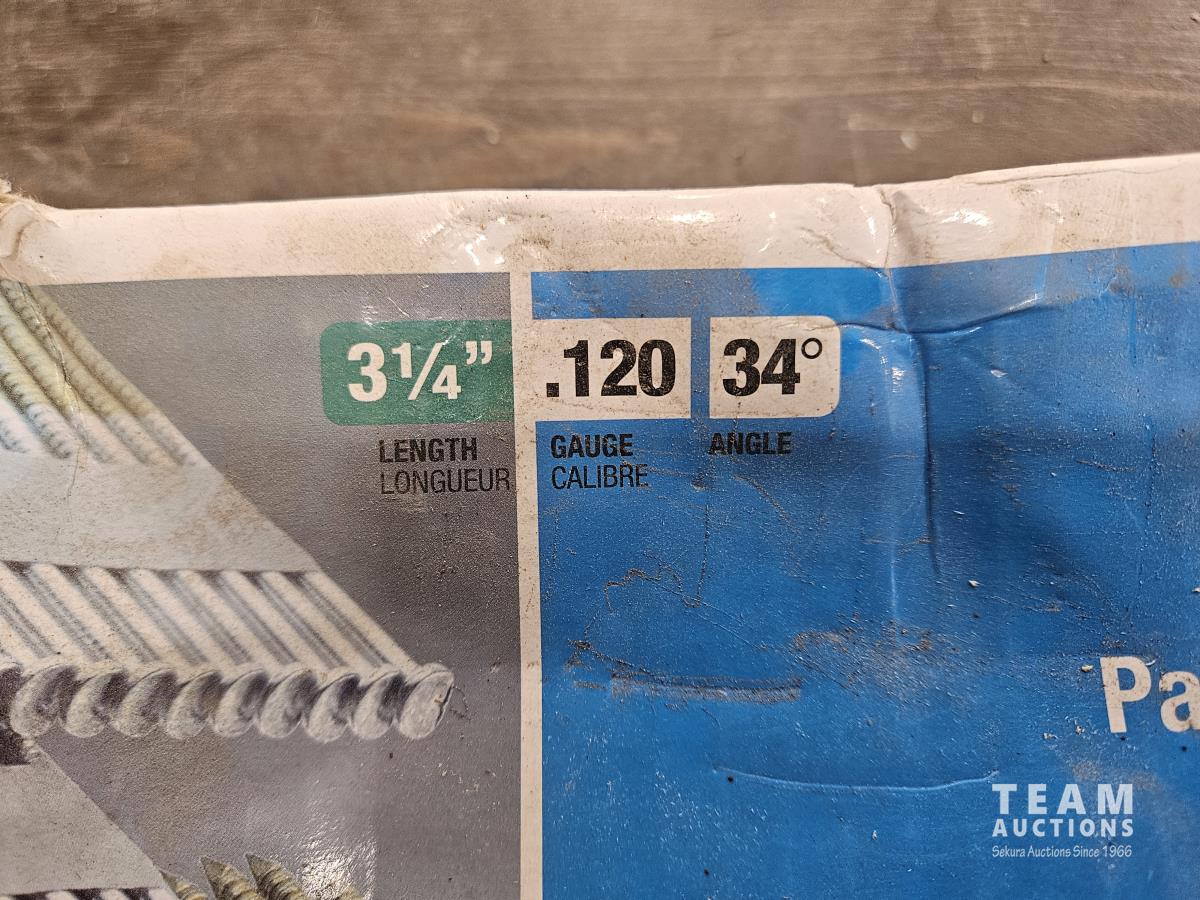 3¼” .120 34°
LENGTH GAUGE ANGLE
LONGUEUR CALIBRE
Pa
TEAM
AUCTIONS
Sekura Auctions Since 1966